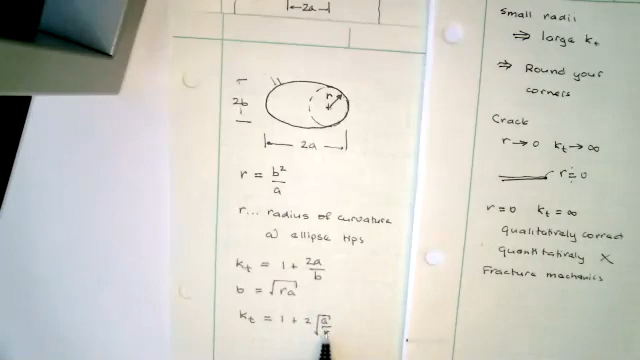 2a
2b
r
2a
r = b²/a
r... radius of curvature
@ ellipse tips
kt = 1 + 2a/b
b = √ra
kt = 1 + 2 √a/r
small radii
⇒ large kt
⇒ Round your
corners
Crack
r → 0 kt → ∞
r ≐ 0
r = 0 kt = ∞
qualitatively correct
quantitatively X
Fracture mechanics